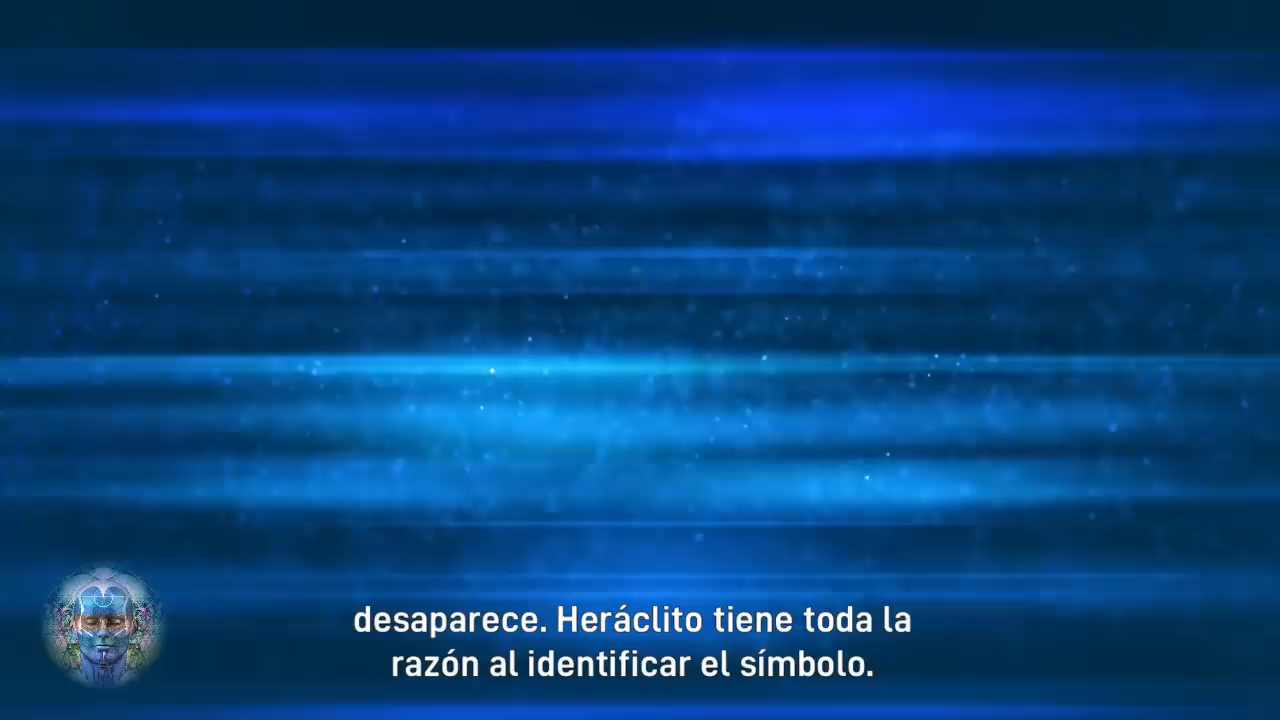 desaparece. Heráclito tiene toda la
razón al identificar el símbolo.